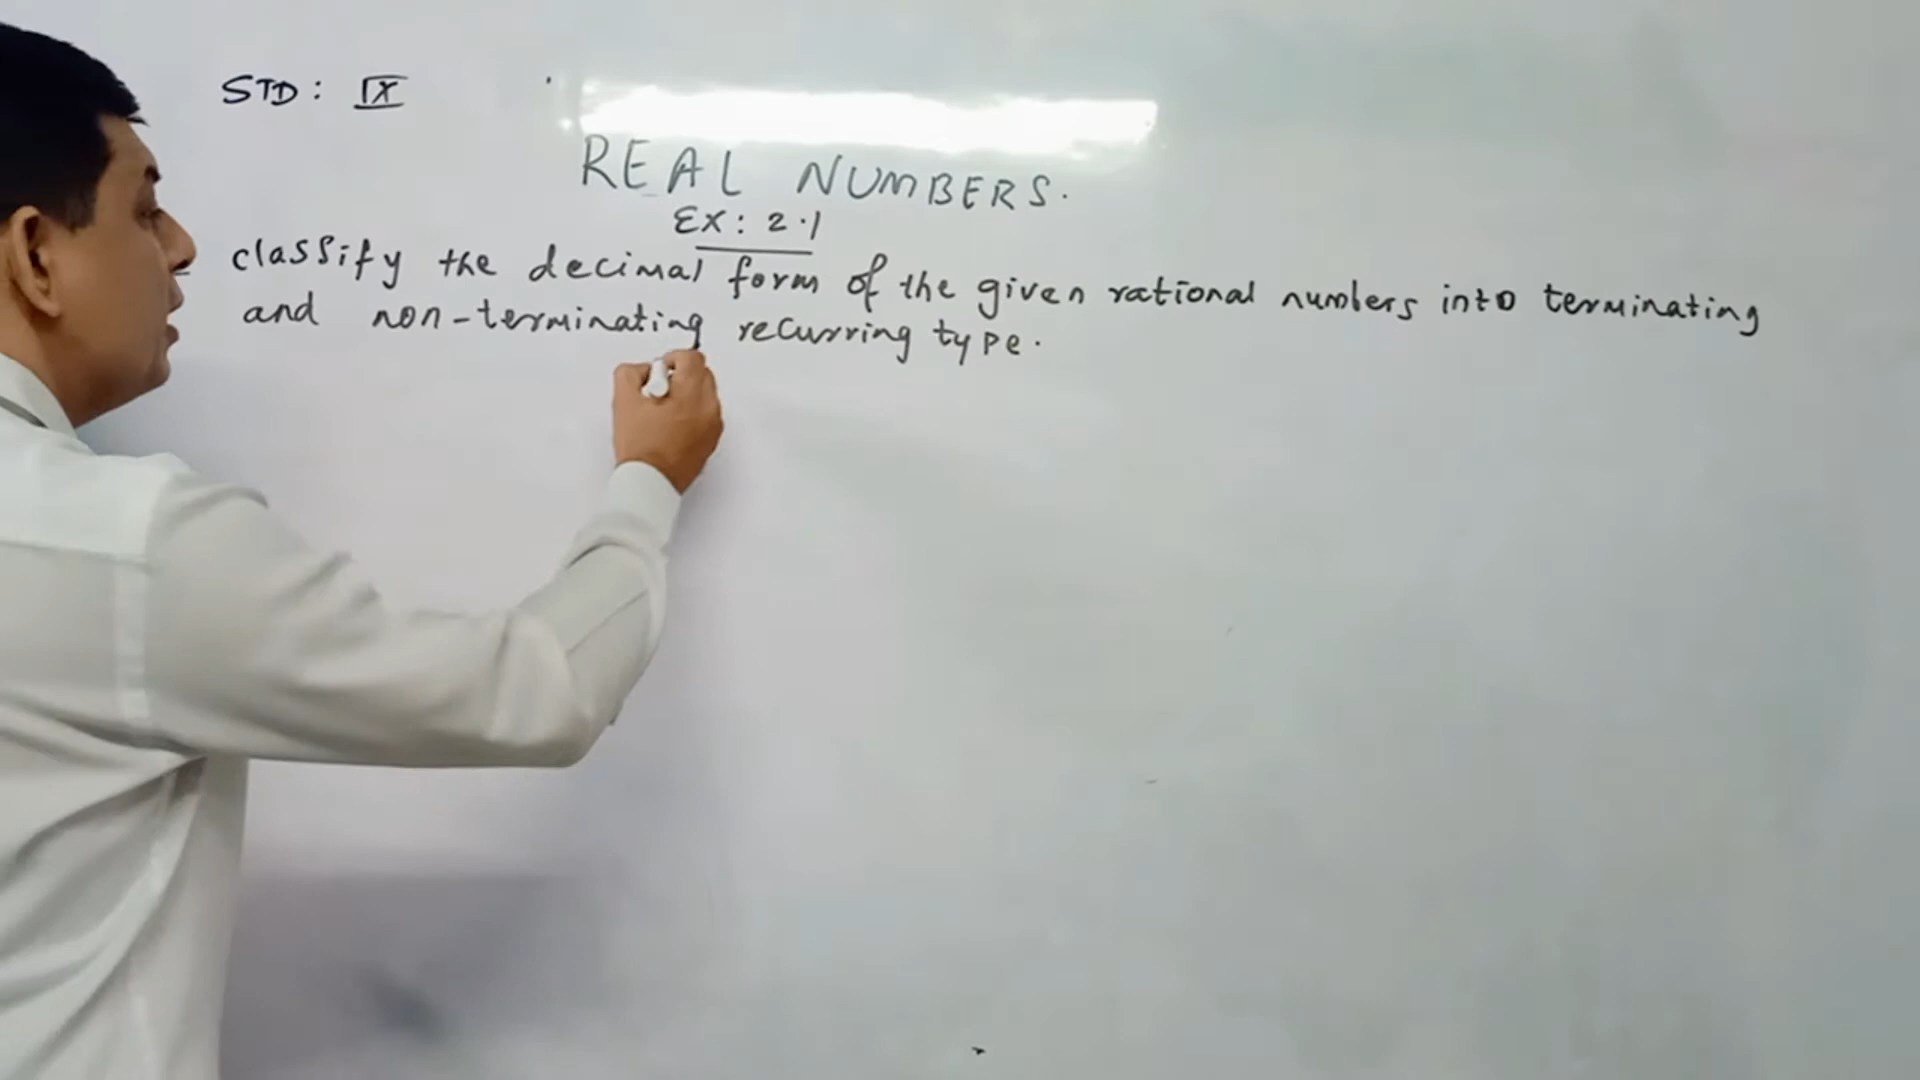 STD: IX
REAL NUMBERS.
EX: 2.1
classify the decimal form of the given rational numbers into terminating
and non-terminating recurring type.